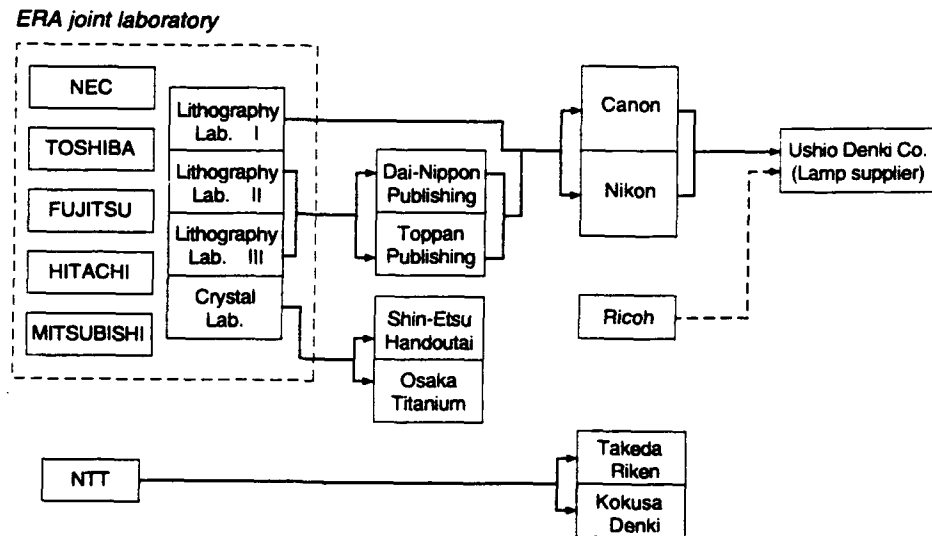 ERA joint laboratory
NEC
TOSHIBA
FUJITSU
HITACHI
MITSUBISHI
Lithography
Lab. I
Lithography
Lab. II
Lithography
Lab. III
Crystal
Lab.
Dai-Nippon
Publishing
Toppan
Publishing
Shin-Etsu
Handoutai
Osaka
Titanium
Canon
Nikon
Ricoh
Ushio Denki Co.
(Lamp supplier)
NTT
Takeda
Riken
Kokusa
Denki